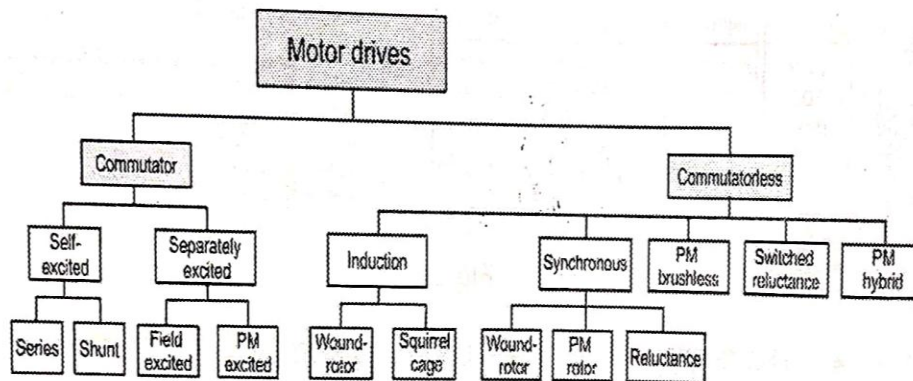 Motor drives
Commutator
Commutatorless
Self-
excited
Separately
excited
Induction
Synchronous
PM
brushless
Switched
reluctance
PM
hybrid
Series
Shunt
Field
excited
PM
excited
Wound-
rotor
Squirrel
cage
Wound-
rotor
PM
rotor
Reluctance